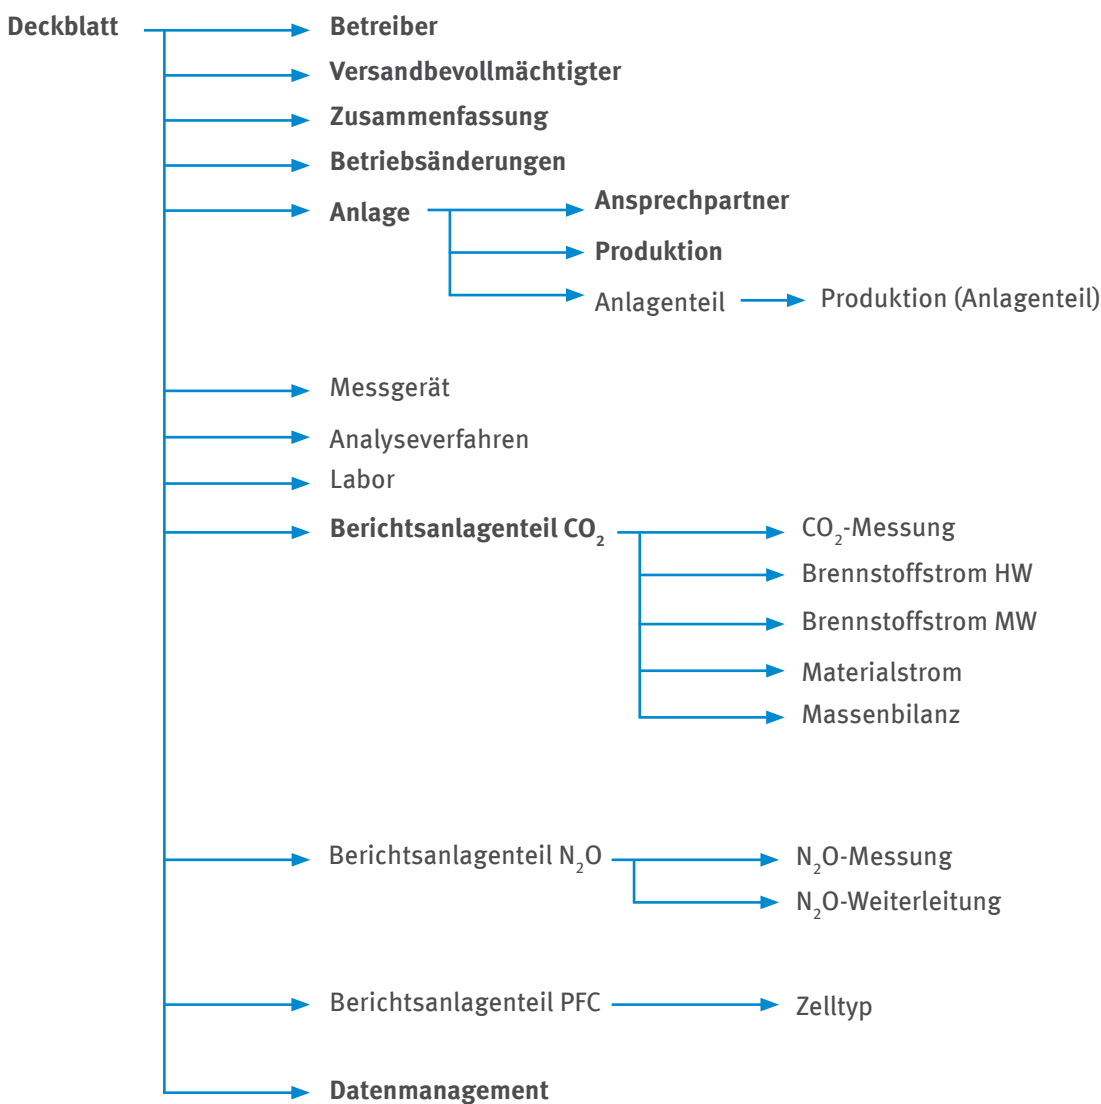 Deckblatt
Betreiber
Versandbevollmächtigter
Zusammenfassung
Betriebsänderungen
Anlage
Ansprechpartner
Produktion
Anlagenteil
Produktion (Anlagenteil)
Messgerät
Analyseverfahren
Labor
Berichtsanlagenteil CO₂
CO₂-Messung
Brennstoffstrom HW
Brennstoffstrom MW
Materialstrom
Massenbilanz
Berichtsanlagenteil N₂O
N₂O-Messung
N₂O-Weiterleitung
Berichtsanlagenteil PFC
Zelltyp
Datenmanagement